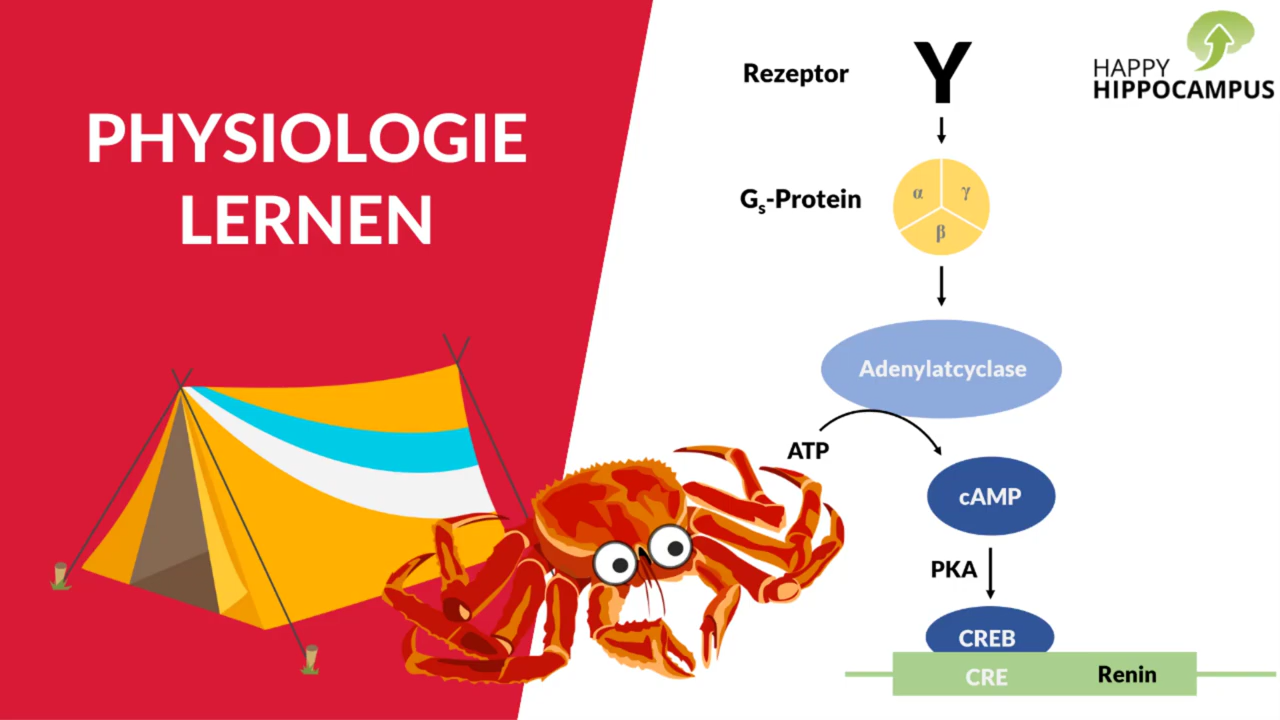 PHYSIOLOGIE
LERNEN
HAPPY
HIPPOCAMPUS
Rezeptor
Y
Gs-Protein
α
γ
β
Adenylatcyclase
ATP
cAMP
PKA
CREB
CRE
Renin